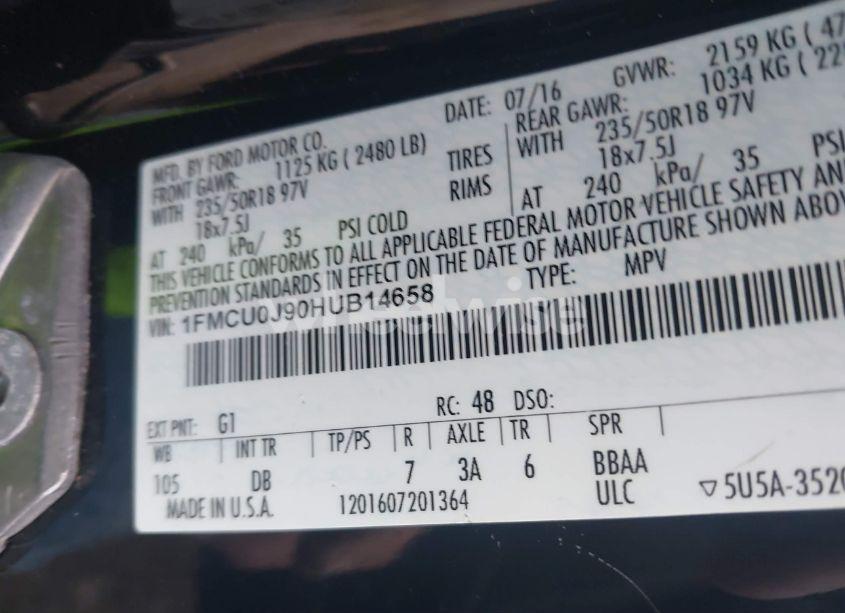 MFD. BY FORD MOTOR CO.
DATE: 07/16
GVWR: 2159 KG ( 47
FRONT GAWR: 1125 KG ( 2480 LB)
REAR GAWR: 1034 KG ( 22
WITH 235/50R18 97V TIRES
WITH 235/50R18 97V
18x7.5J RIMS
18x7.5J
AT 240 kPa/ 35 PSI COLD
AT 240 kPa/ 35 PSI
THIS VEHICLE CONFORMS TO ALL APPLICABLE FEDERAL MOTOR VEHICLE SAFETY AN
PREVENTION STANDARDS IN EFFECT ON THE DATE OF MANUFACTURE SHOWN ABOV
VIN: 1FMCU0J90HUB14658
TYPE: MPV
wheelwise
EXT PNT: G1 RC: 48 DSO:
WB INT TR TP/PS R AXLE TR SPR
105 DB 7 3A 6 BBAA
MADE IN U.S.A. 1201607201364 ULC ▽5U5A-3520